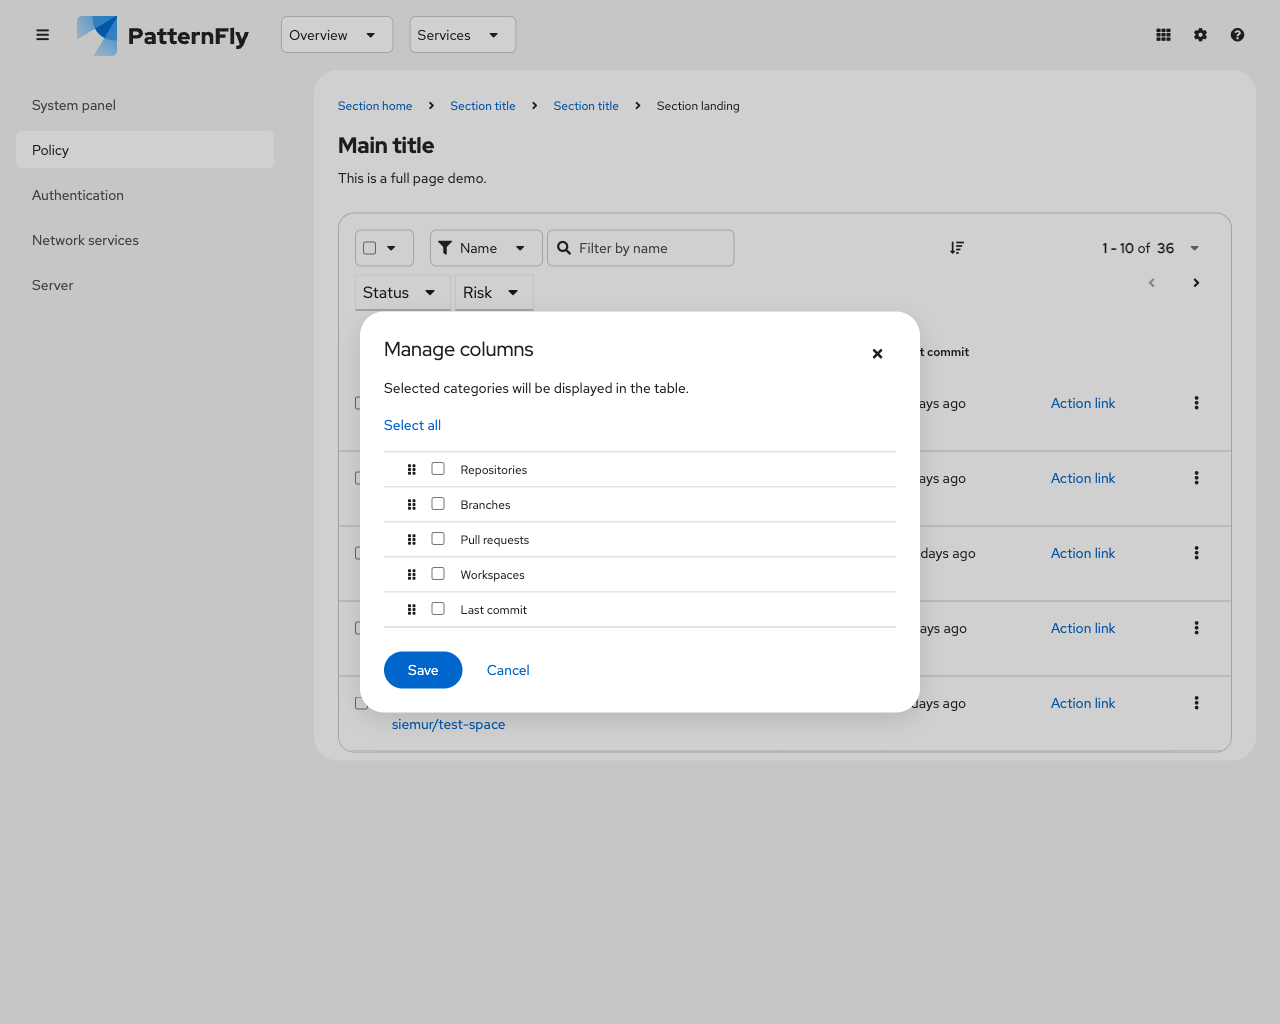 PatternFly
Overview
Services
System panel
Policy
Authentication
Network services
Server
Section home
Section title
Section title
Section landing
Main title
This is a full page demo.
Name
Filter by name
1 - 10 of 36
Status
Risk
Manage columns
Selected categories will be displayed in the table.
Select all
Repositories
Branches
Pull requests
Workspaces
Last commit
Save
Cancel
commit
ago
Action link
ago
Action link
days ago
Action link
ago
Action link
ago
Action link
siemur/test-space